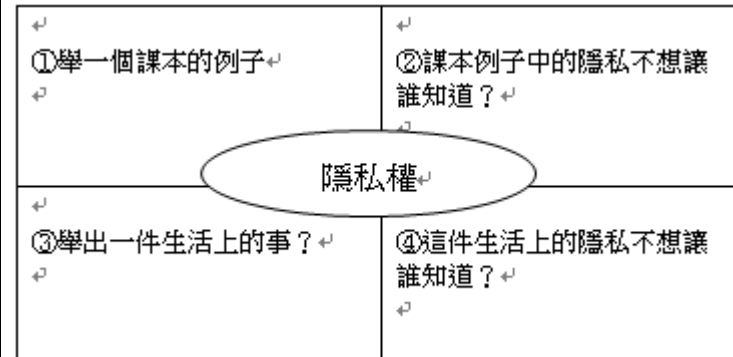 ①舉一個課本的例子
②課本例子中的隱私不想讓
誰知道？
隱私權
③舉出一件生活上的事？
④這件生活上的隱私不想讓
誰知道？